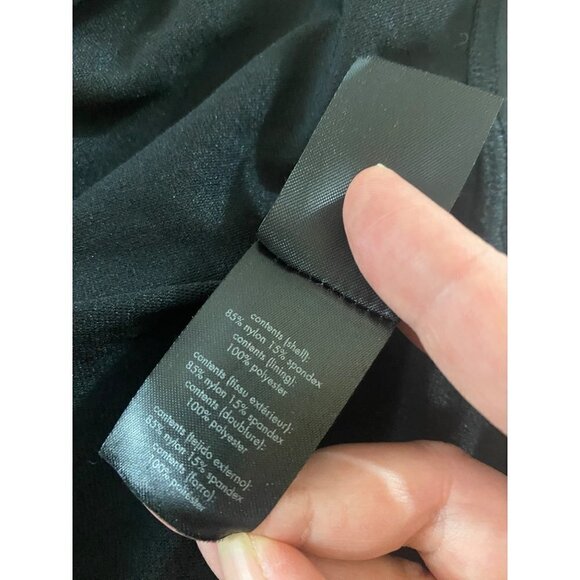 contents (shell):
85% nylon 15% spandex
contents (lining):
100% polyester
contents (tissu extérieur):
85% nylon 15% spandex
contents (doublure):
100% polyester
contents (tejido externo):
85% nylon 15% spandex
contents (forro):
100% polyester